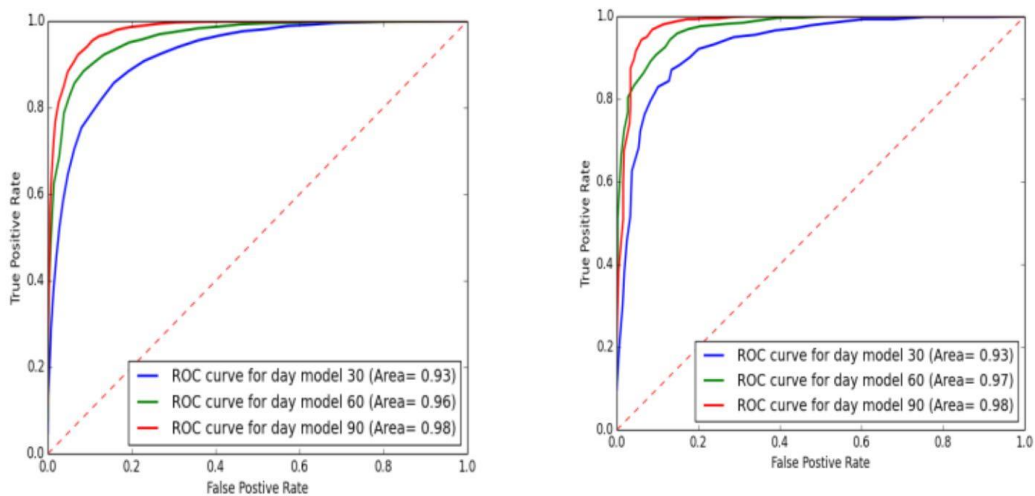 1.0
0.8
0.6
0.4
0.2
0.0
0.0 0.2 0.4 0.6 0.8 1.0
True Positive Rate
False Postive Rate
ROC curve for day model 30 (Area= 0.93)
ROC curve for day model 60 (Area= 0.96)
ROC curve for day model 90 (Area= 0.98)
1.0
0.8
0.6
0.4
0.2
0.0
0.0 0.2 0.4 0.6 0.8 1.0
True Positive Rate
False Postive Rate
ROC curve for day model 30 (Area= 0.93)
ROC curve for day model 60 (Area= 0.97)
ROC curve for day model 90 (Area= 0.98)